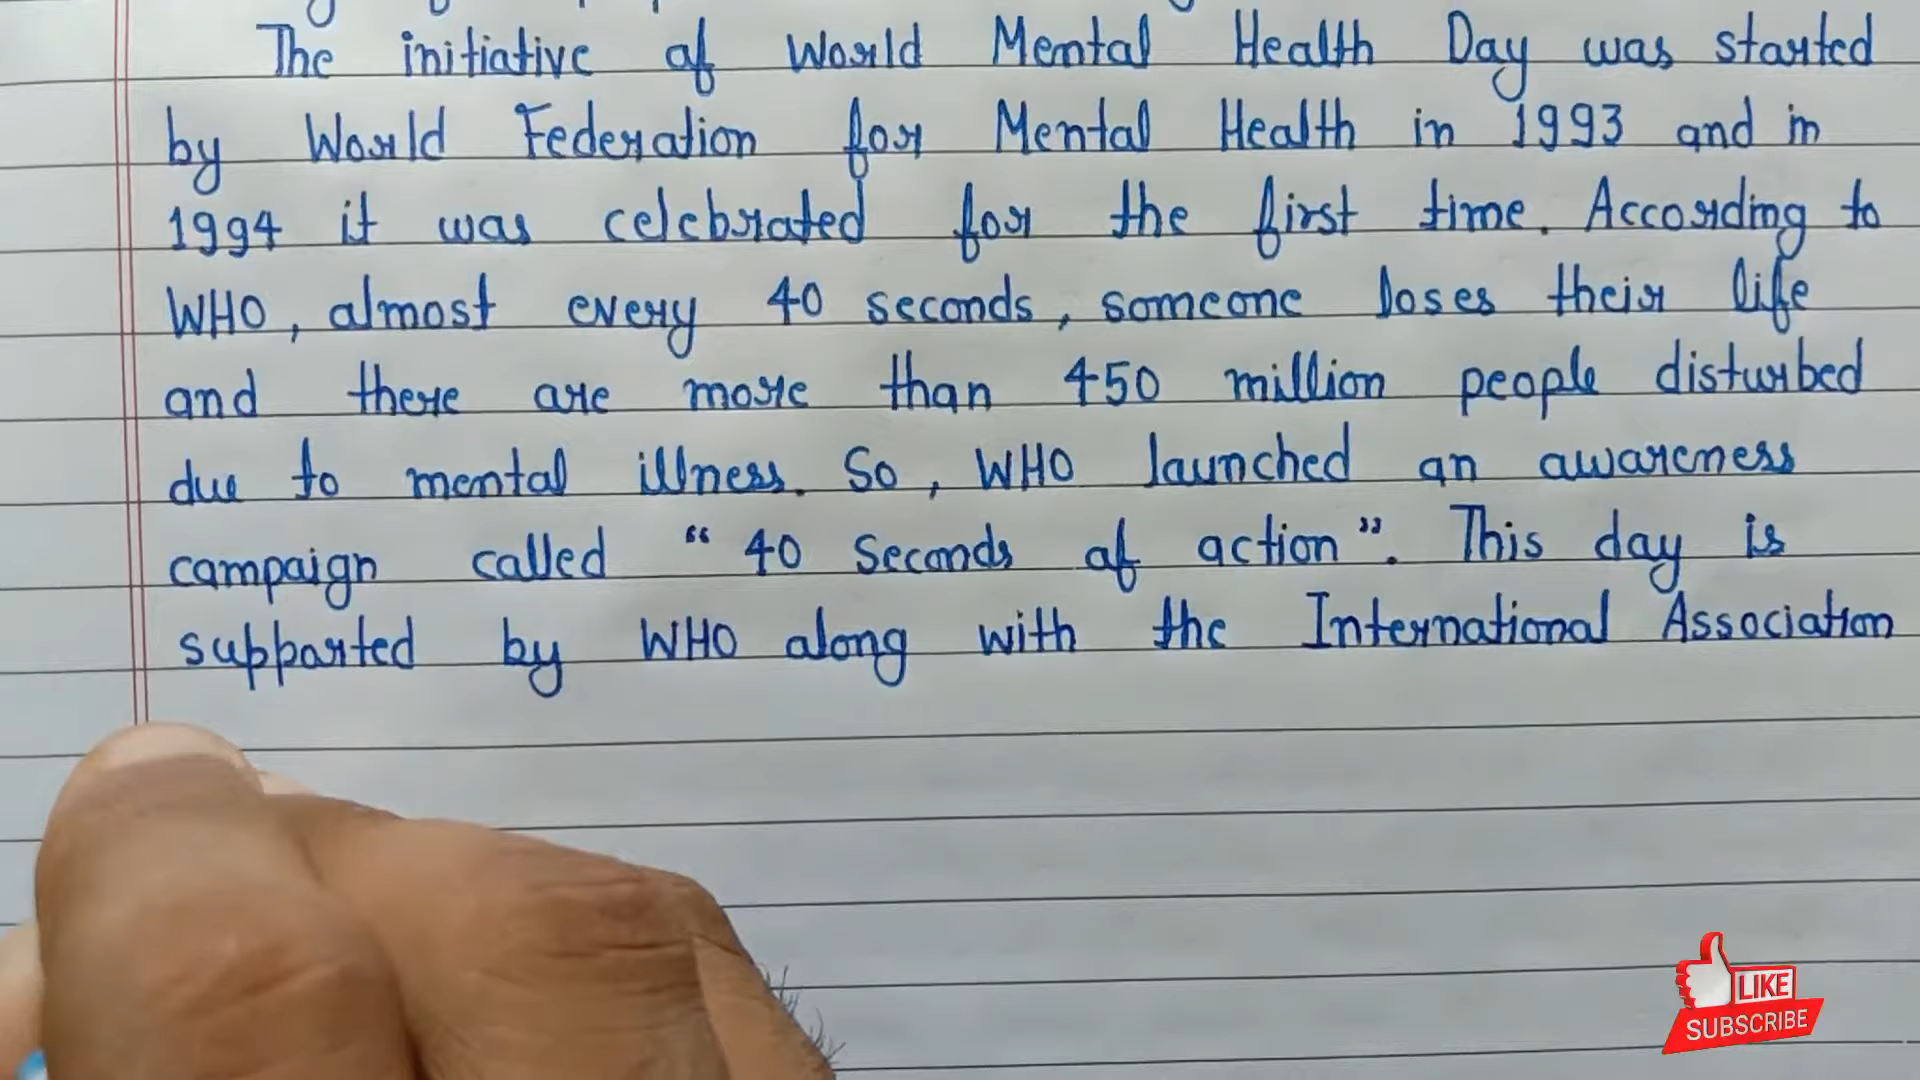 The initiative of World Mental Health Day was started
by World Federation for Mental Health in 1993 and in
1994 it was celebrated for the first time. According to
WHO, almost every 40 seconds, someone loses their life
and there are more than 450 million people disturbed
due to mental illness. So, WHO launched an awareness
campaign called "40 Seconds of action". This day is
supported by WHO along with the International Association
LIKE
SUBSCRIBE